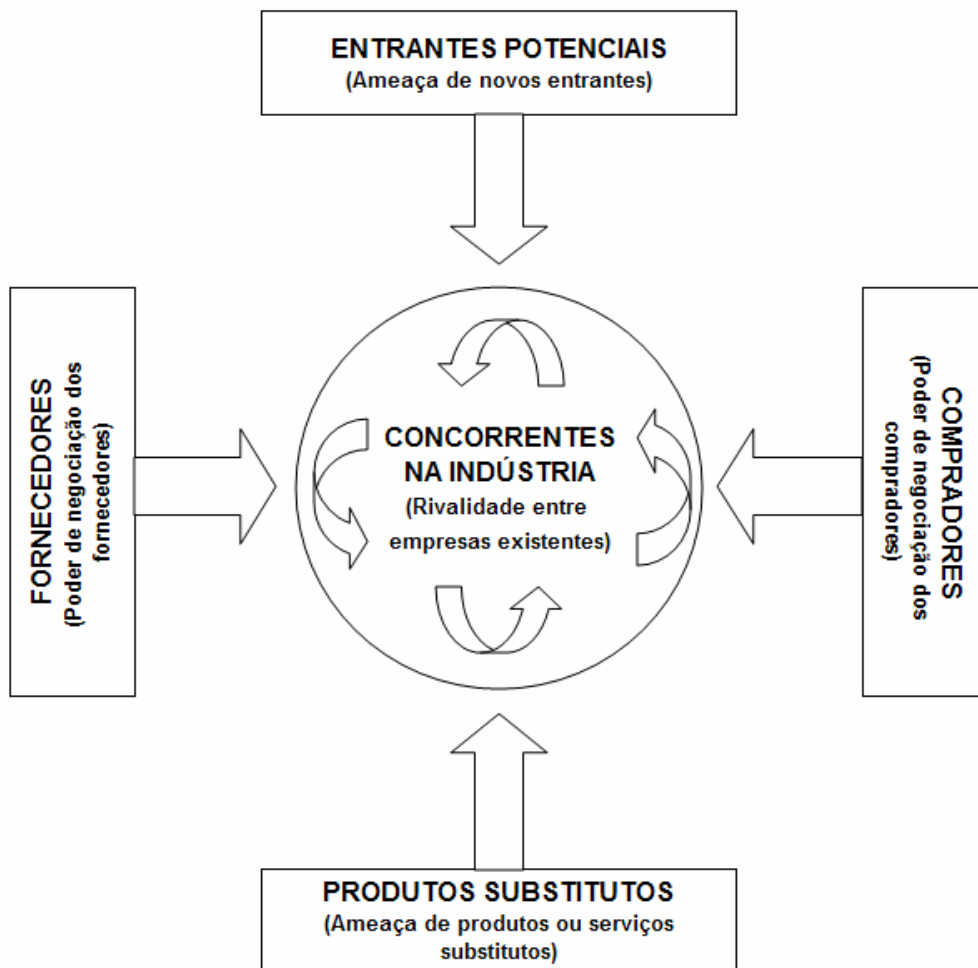 ENTRANTES POTENCIAIS
(Ameaça de novos entrantes)
FORNECEDORES
(Poder de negociação dos
fornecedores)
CONCORRENTES
NA INDÚSTRIA
(Rivalidade entre
empresas existentes)
COMPRADORES
(Poder de negociação dos
compradores)
PRODUTOS SUBSTITUTOS
(Ameaça de produtos ou serviços
substitutos)